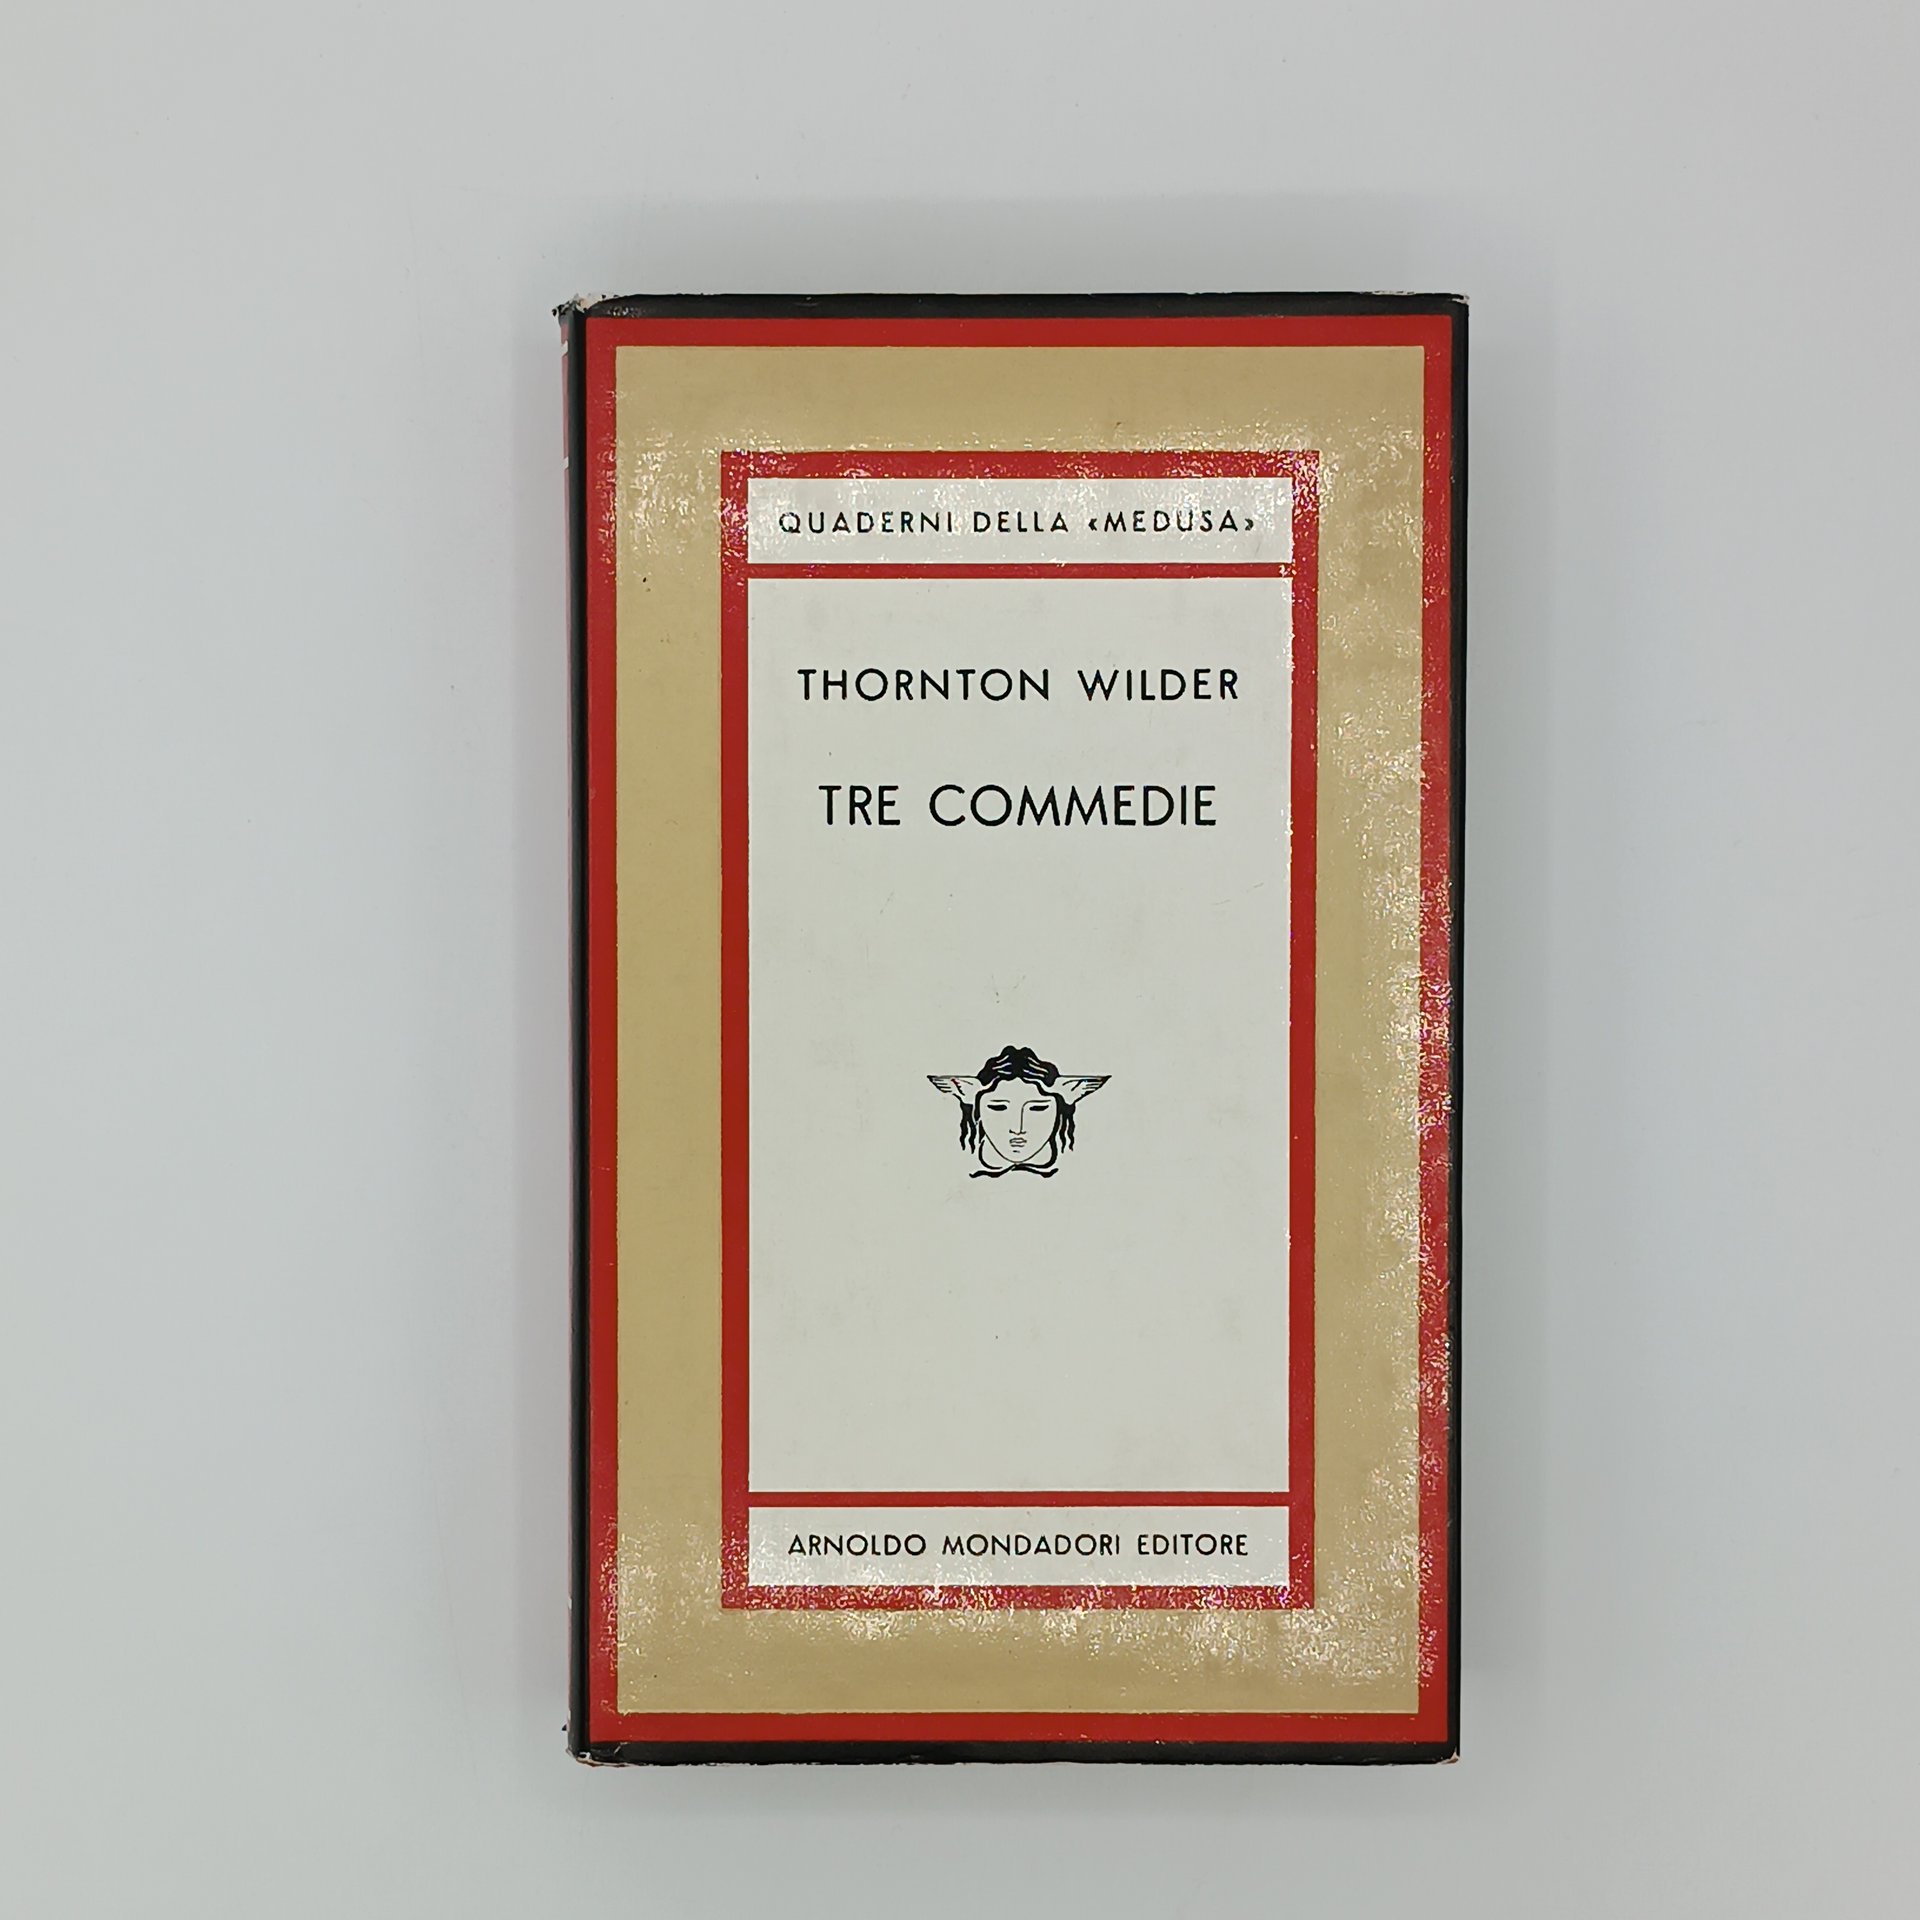 QUADERNI DELLA «MEDUSA»
THORNTON WILDER
TRE COMMEDIE
ARNOLDO MONDADORI EDITORE